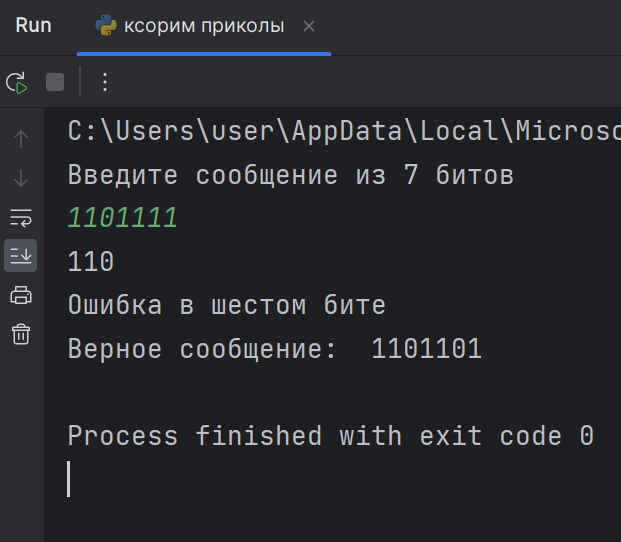 Run ксорим приколы
C:\Users\user\AppData\Local\Microso
Введите сообщение из 7 битов
1101111
110
Ошибка в шестом бите
Верное сообщение:  1101101
Process finished with exit code 0